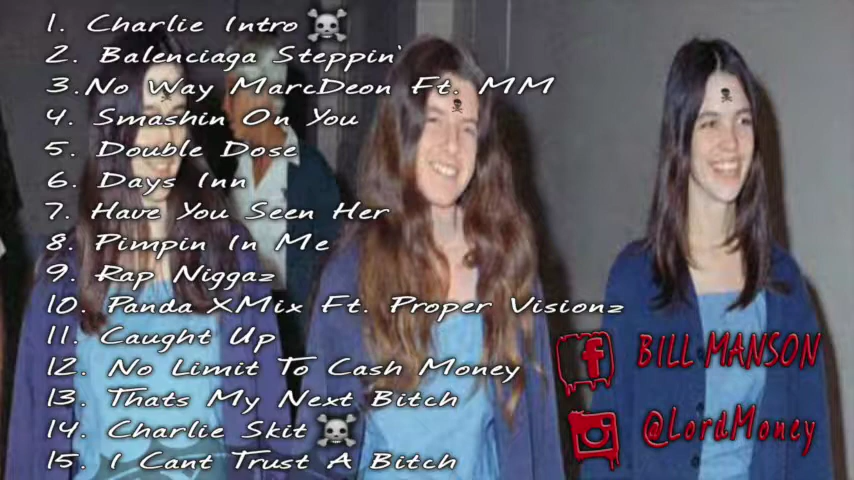 1. Charlie Intro
2. Balenciaga Steppin'
3.No Way MarcDeon Ft. MM
4. Smashin On You
5. Double Dose
6. Days Inn
7. Have You Seen Her
8. Pimpin In Me
9. Rap Niggaz
10. Panda XMix Ft. Proper Visionz
11. Caught Up
12. No Limit To Cash Money
13. Thats My Next Bitch
14. Charlie Skit
15. I Cant Trust A Bitch
f BILL MANSON
@LordMoney